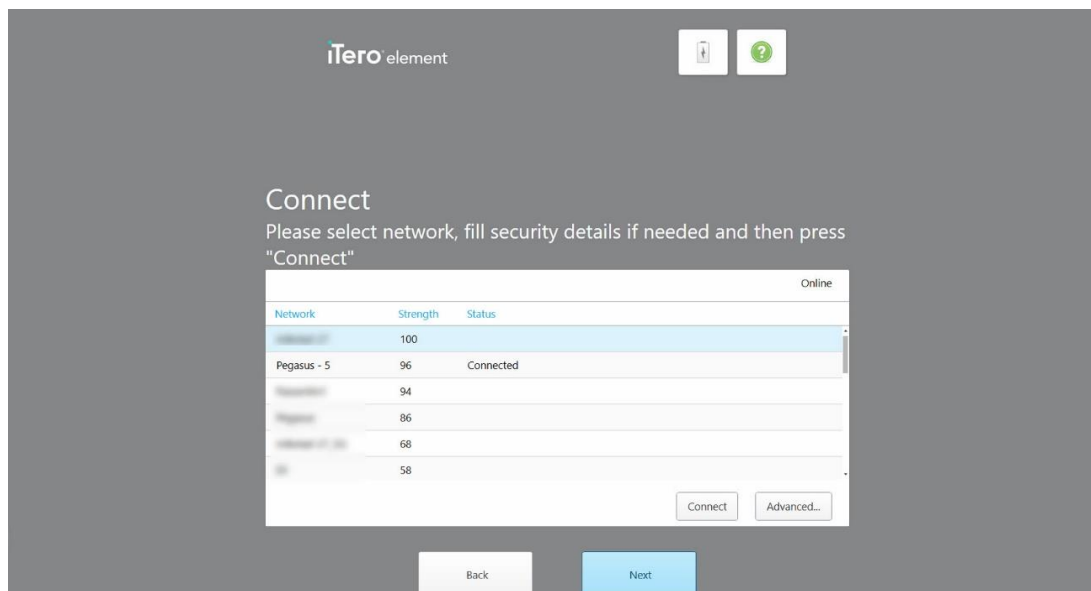 iTero element
?
Connect
Please select network, fill security details if needed and then press
"Connect"
Online
Network Strength Status
100
Pegasus - 5 96 Connected
94
86
68
58
Connect Advanced...
Back Next